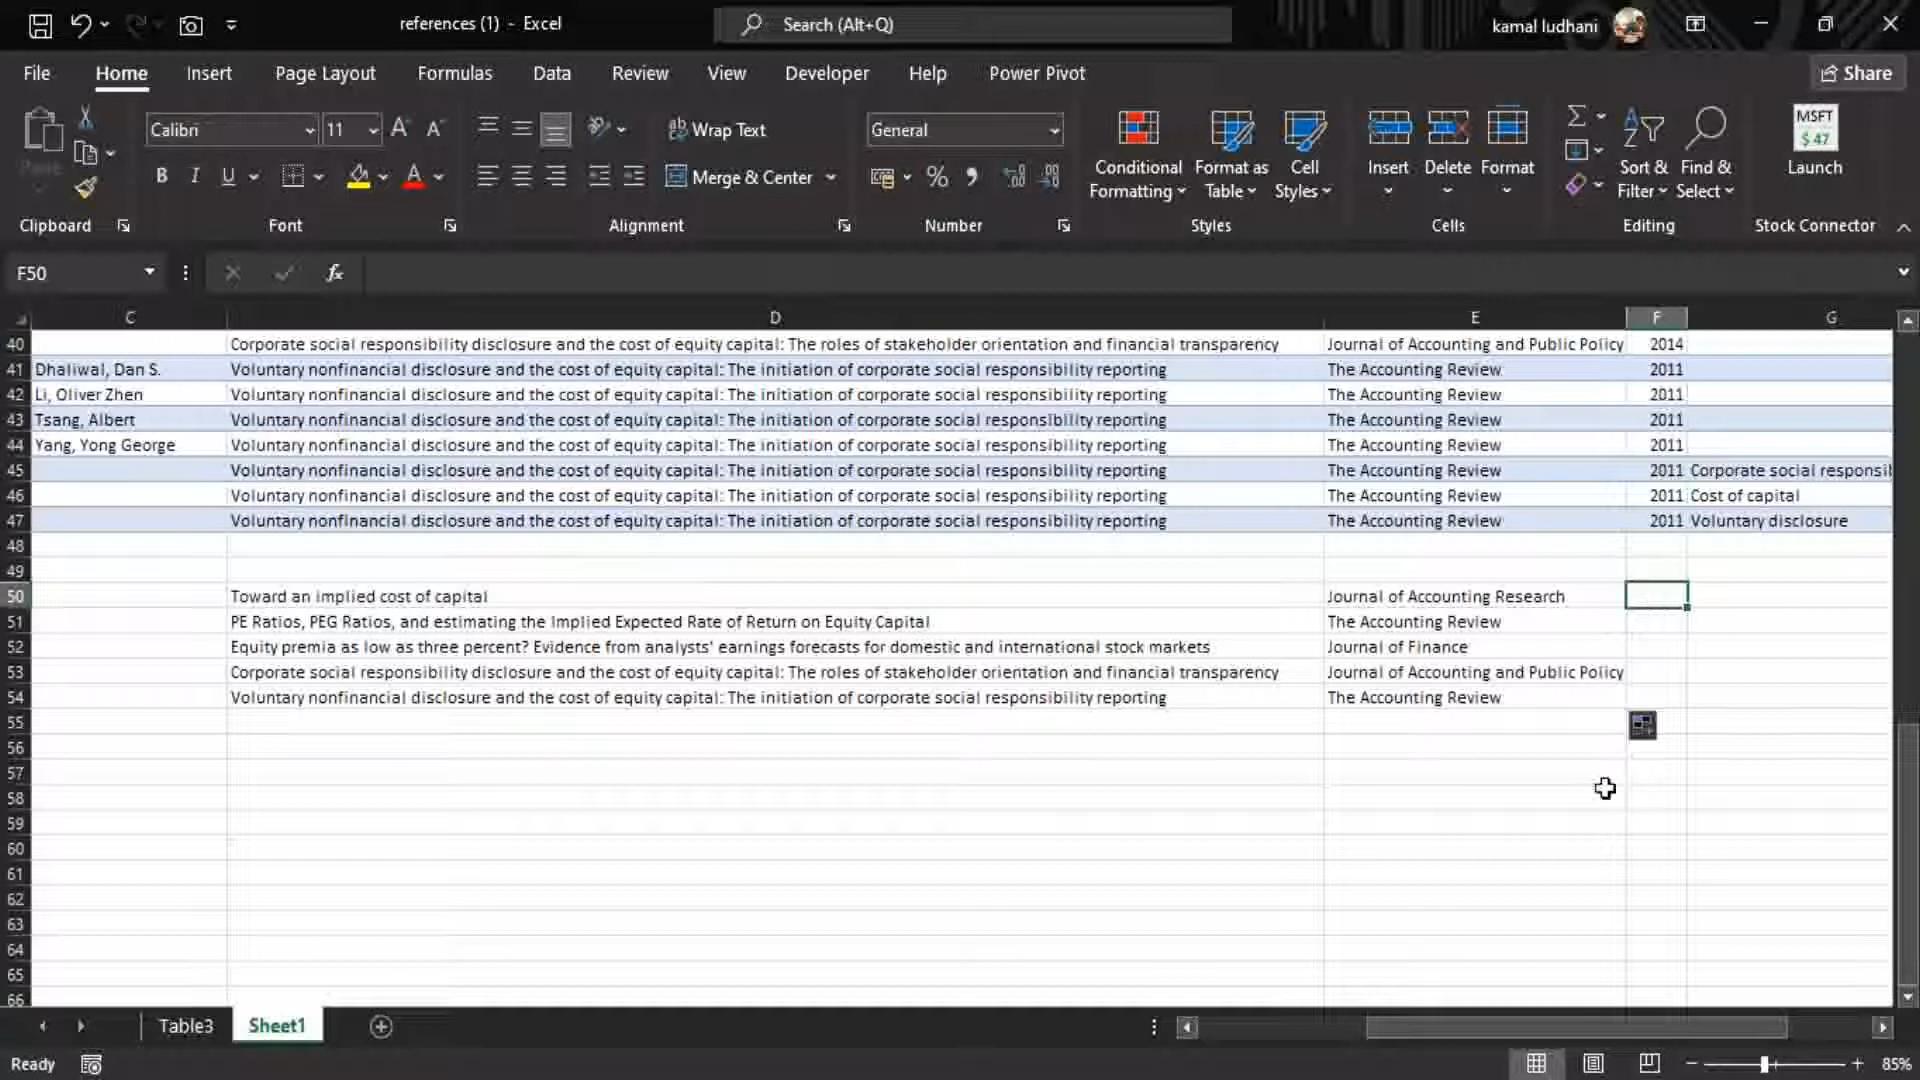 references (1) - Excel
Search (Alt+Q)
kamal ludhani
File Home Insert Page Layout Formulas Data Review View Developer Help Power Pivot Share
Paste
Calibri 11 A A
Wrap Text
General
B I U A
Merge & Center
% 9
Conditional Formatting
Format as Table
Cell Styles
Insert Delete Format
Sort & Filter
Find & Select
MSFT
$ 47
Launch
Clipboard Font Alignment Number Styles Cells Editing Stock Connector
F50 fx
C D E F G
40 Corporate social responsibility disclosure and the cost of equity capital: The roles of stakeholder orientation and financial transparency Journal of Accounting and Public Policy 2014
41 Dhaliwal, Dan S. Voluntary nonfinancial disclosure and the cost of equity capital: The initiation of corporate social responsibility reporting The Accounting Review 2011
42 Li, Oliver Zhen Voluntary nonfinancial disclosure and the cost of equity capital: The initiation of corporate social responsibility reporting The Accounting Review 2011
43 Tsang, Albert Voluntary nonfinancial disclosure and the cost of equity capital: The initiation of corporate social responsibility reporting The Accounting Review 2011
44 Yang, Yong George Voluntary nonfinancial disclosure and the cost of equity capital: The initiation of corporate social responsibility reporting The Accounting Review 2011
45 Voluntary nonfinancial disclosure and the cost of equity capital: The initiation of corporate social responsibility reporting The Accounting Review 2011 Corporate social responsib
46 Voluntary nonfinancial disclosure and the cost of equity capital: The initiation of corporate social responsibility reporting The Accounting Review 2011 Cost of capital
47 Voluntary nonfinancial disclosure and the cost of equity capital: The initiation of corporate social responsibility reporting The Accounting Review 2011 Voluntary disclosure
48
49
50 Toward an implied cost of capital Journal of Accounting Research
51 PE Ratios, PEG Ratios, and estimating the Implied Expected Rate of Return on Equity Capital The Accounting Review
52 Equity premia as low as three percent? Evidence from analysts' earnings forecasts for domestic and international stock markets Journal of Finance
53 Corporate social responsibility disclosure and the cost of equity capital: The roles of stakeholder orientation and financial transparency Journal of Accounting and Public Policy
54 Voluntary nonfinancial disclosure and the cost of equity capital: The initiation of corporate social responsibility reporting The Accounting Review
55
56
57
58
59
60
61
62
63
64
65
66
Table3 Sheet1
Ready 85%